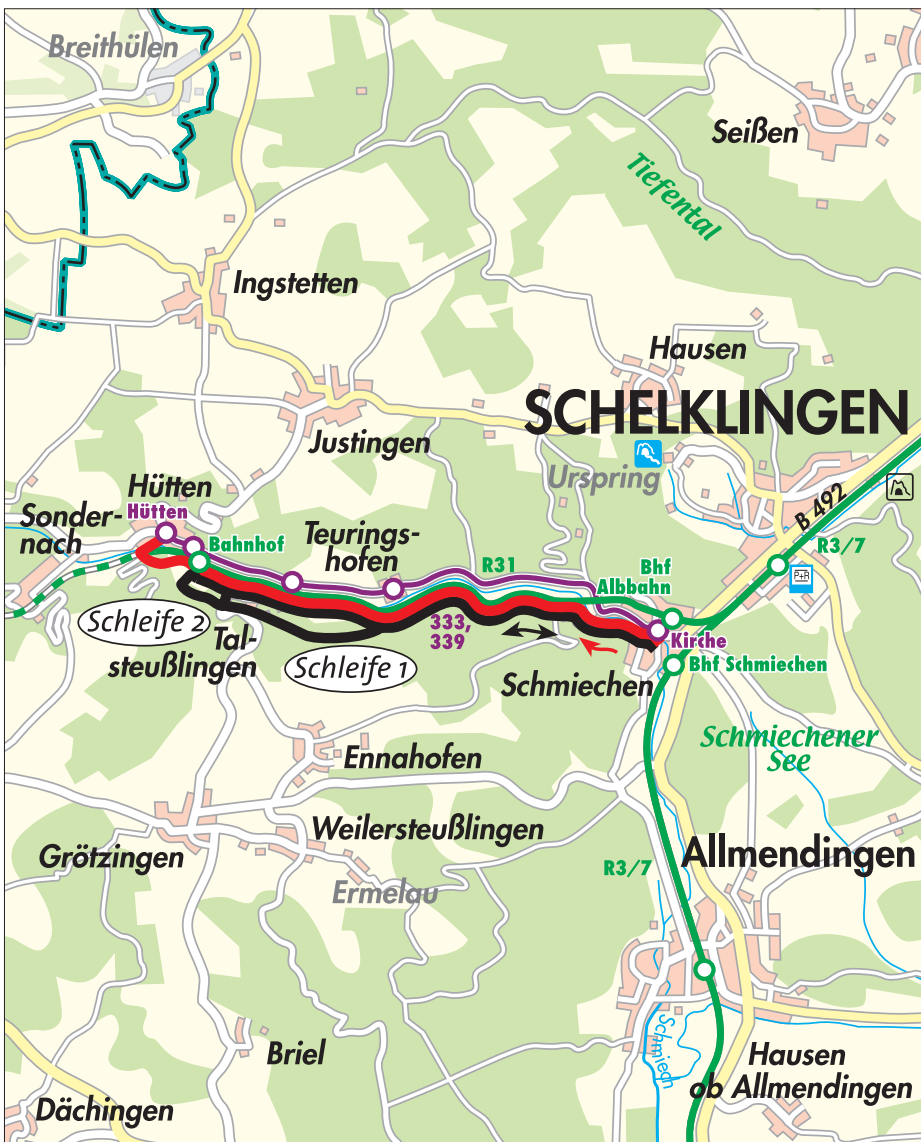 Breithülen
Seißen
Tiefental
Ingstetten
Hausen
SCHELKLINGEN
Justingen
Urspring
Hütten
Hütten
Sonder-
nach
Bahnhof
Teurings-
hofen
R31
Bhf
Albbahn
B 492
R3/7
P+R
Schleife 2
Tal-
steußlingen
Schleife 1
333,
339
Kirche
Schmiechen
Bhf Schmiechen
Schmiechener
See
Ennahofen
Weilersteußlingen
Grötzingen
Ermelau
R3/7
Allmendingen
Schmiech
Briel
Hausen
ob Allmendingen
Dächingen